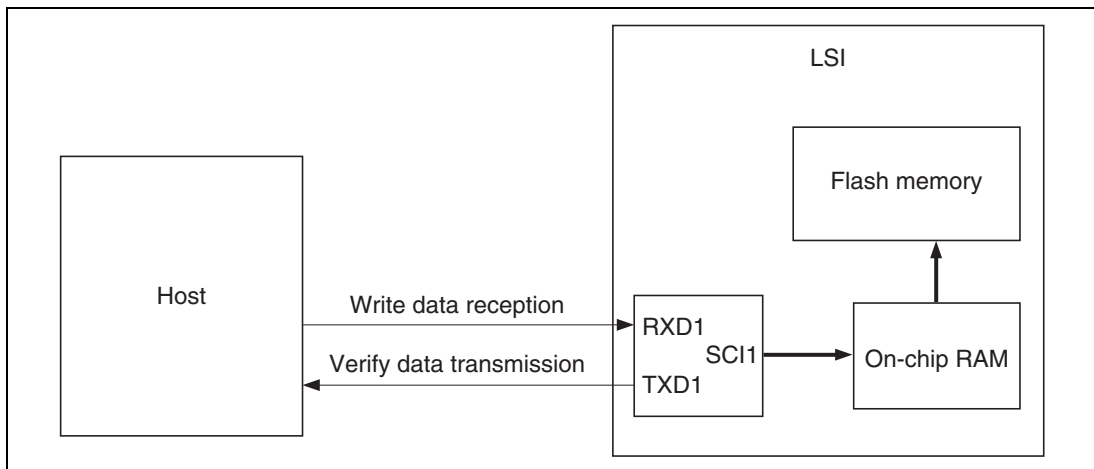 LSI
Flash memory
Host
Write data reception
RXD1
SCI1
On-chip RAM
Verify data transmission
TXD1